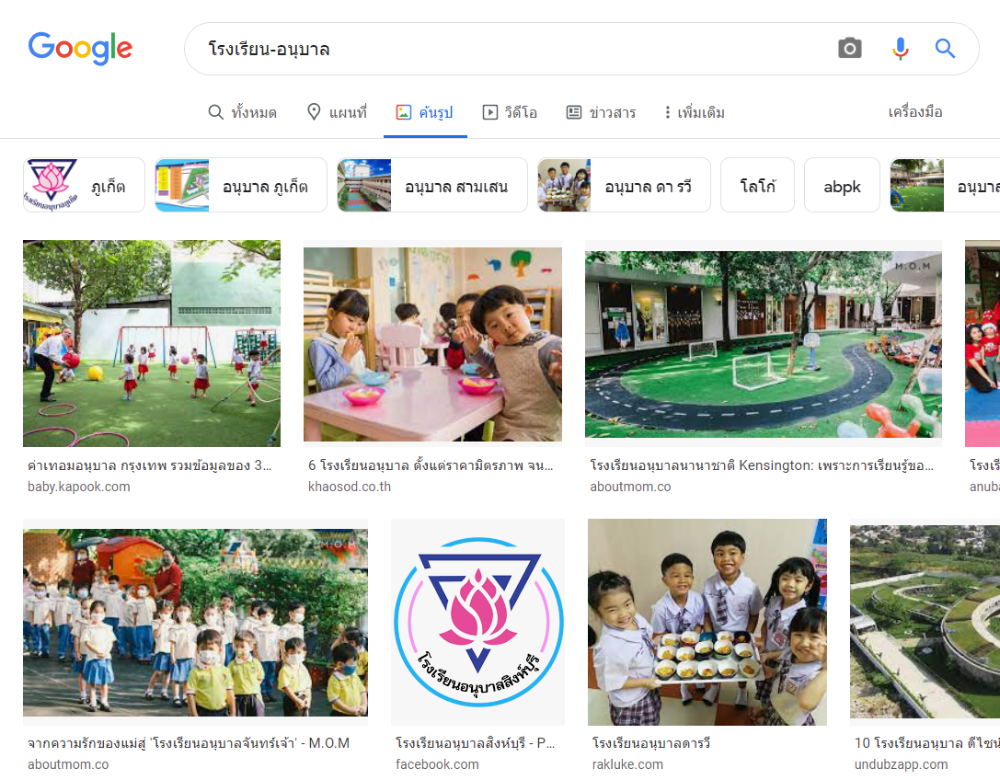 Google
โรงเรียน-อนุบาล
ทั้งหมด แผนที่ ค้นรูป วิดีโอ ข่าวสาร เพิ่มเติม เครื่องมือ
ภูเก็ต อนุบาล ภูเก็ต อนุบาล สามเสน อนุบาล ดา รวี โลโก้ abpk
M.O.M
ค่าเทอมอนุบาล กรุงเทพ รวมข้อมูลของ 3...
baby.kapook.com
6 โรงเรียนอนุบาล ตั้งแต่ราคามิตรภาพ จน...
khaosod.co.th
โรงเรียนอนุบาลนานาชาติ Kensington: เพราะการเรียนรู้ขอ...
aboutmom.co
M.O.M
โรงเรียนอนุบาลสิงห์บุรี
จากความรักของแม่สู่ 'โรงเรียนอนุบาลจันทร์เจ้า' - M.O.M
aboutmom.co
โรงเรียนอนุบาลสิงห์บุรี - P...
facebook.com
โรงเรียนอนุบาลดารวี
rakluke.com
10 โรงเรียนอนุบาล ดีไซน์
undubzapp.com